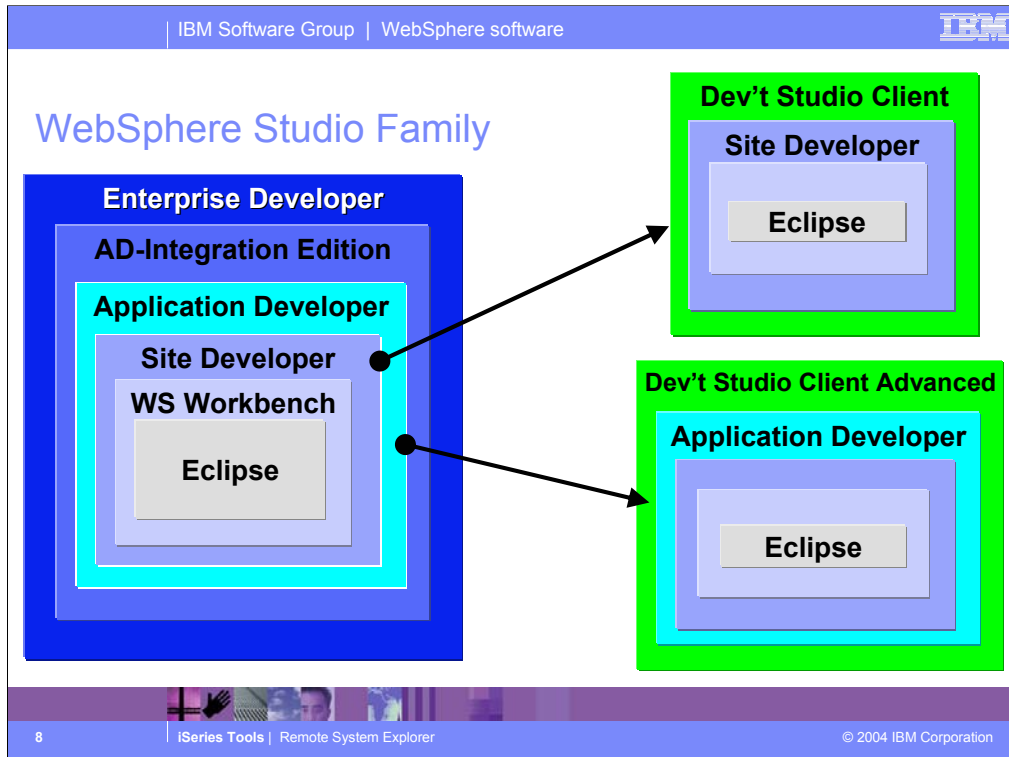 IBM Software Group | WebSphere software
IBM
WebSphere Studio Family
Enterprise Developer
AD-Integration Edition
Application Developer
Site Developer
WS Workbench
Eclipse
Dev't Studio Client
Site Developer
Eclipse
Dev't Studio Client Advanced
Application Developer
Eclipse
8
iSeries Tools | Remote System Explorer
© 2004 IBM Corporation